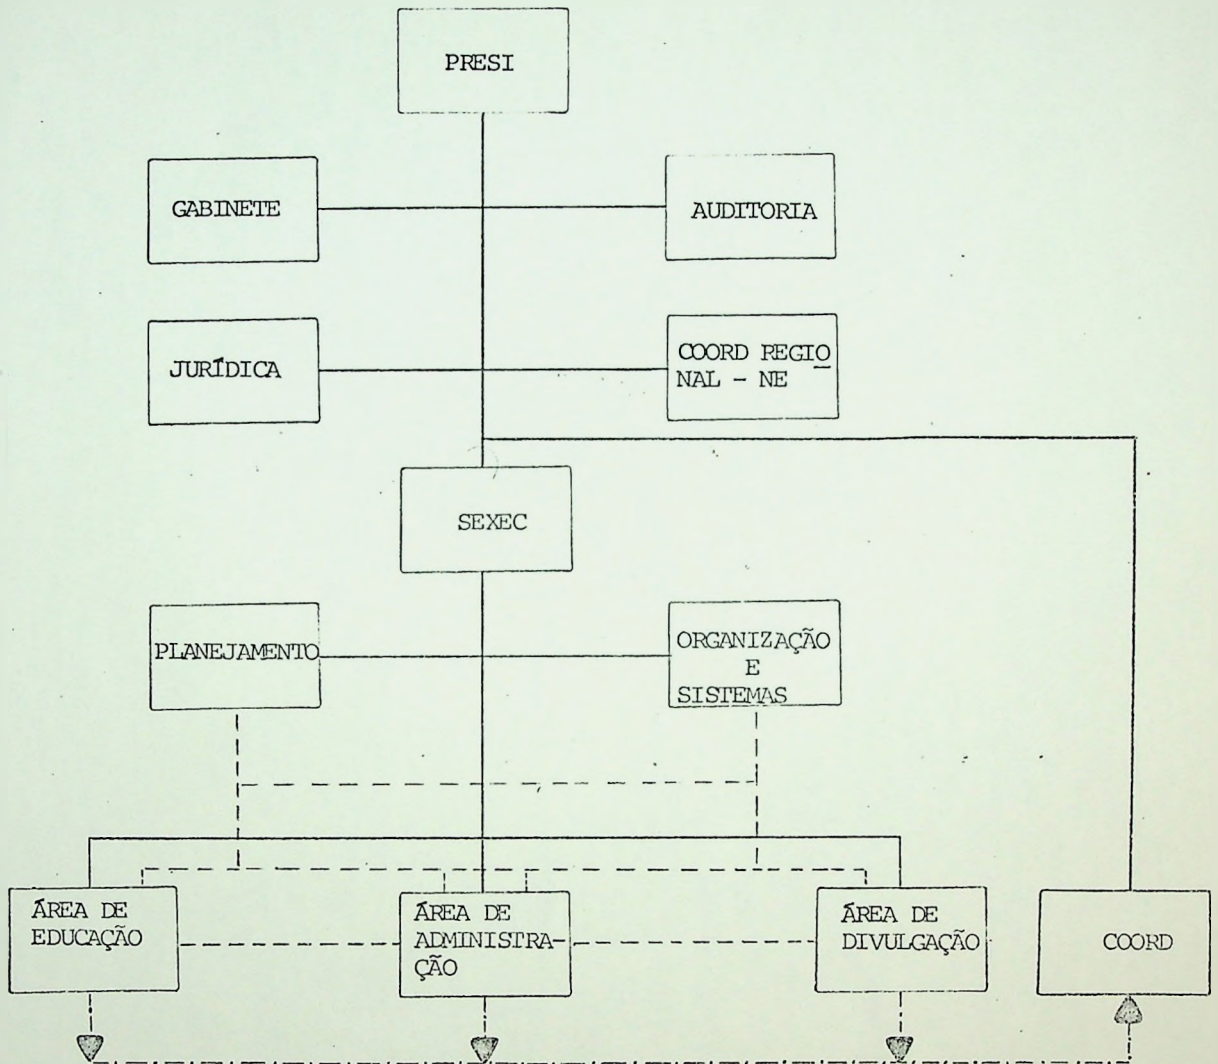 PRESI
GABINETE
AUDITORIA
JURÍDICA
COORD REGIO
NAL - NE
SEXEC
PLANEJAMENTO
ORGANIZAÇÃO
E
SISTEMAS
ÁREA DE
EDUCAÇÃO
ÁREA DE
ADMINISTRA-
ÇÃO
ÁREA DE
DIVULGAÇÃO
COORD